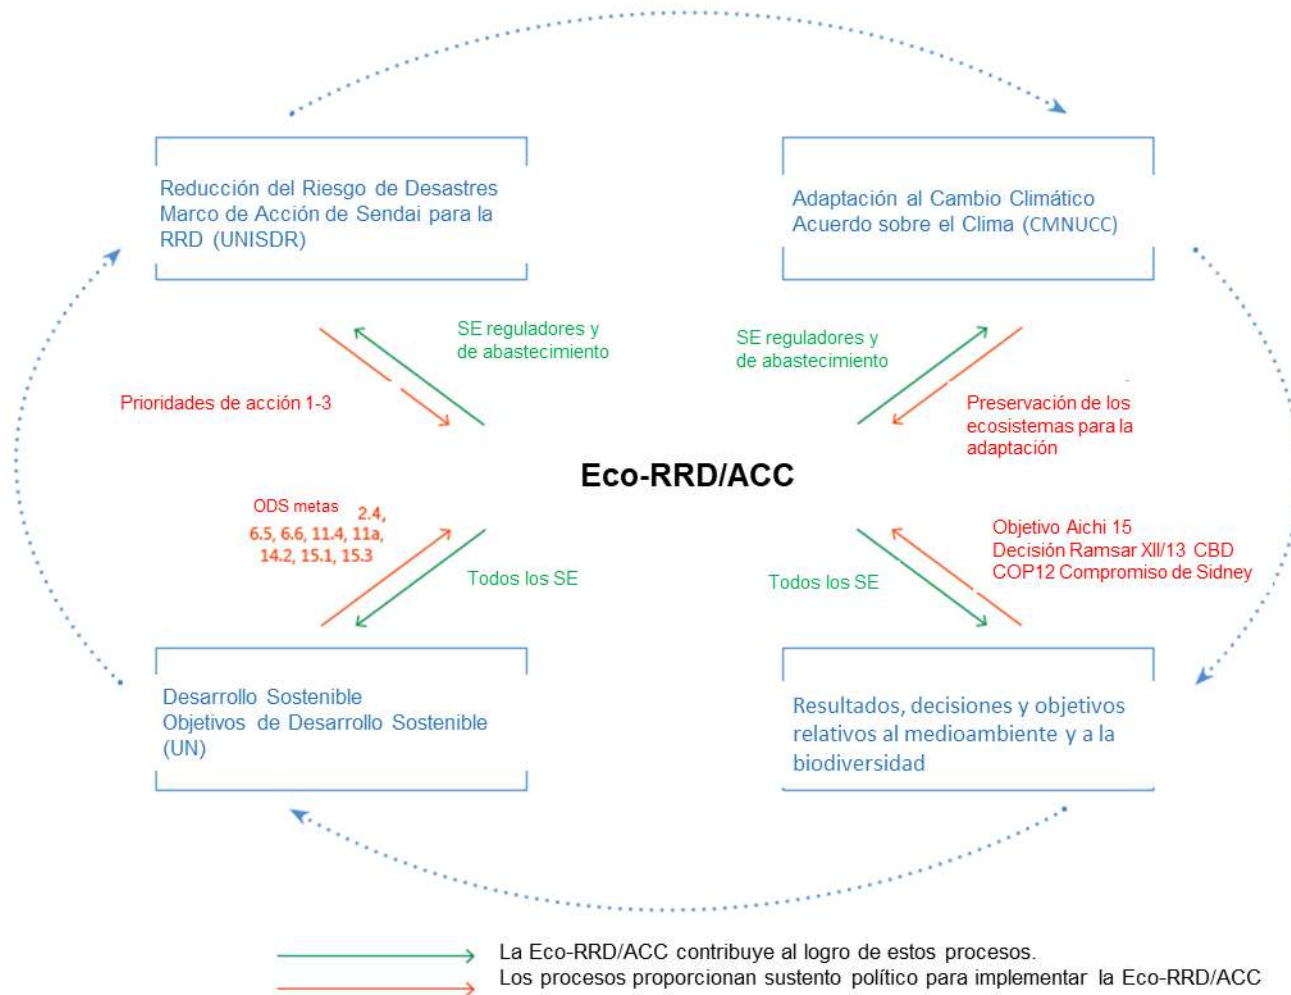 Reducción del Riesgo de Desastres
Marco de Acción de Sendai para la
RRD (UNISDR)
Adaptación al Cambio Climático
Acuerdo sobre el Clima (CMNUCC)
SE reguladores y
de abastecimiento
SE reguladores y
de abastecimiento
Prioridades de acción 1-3
Preservación de los
ecosistemas para la
adaptación
Eco-RRD/ACC
ODS metas 2.4,
6.5, 6.6, 11.4, 11a,
14.2, 15.1, 15.3
Todos los SE
Todos los SE
Objetivo Aichi 15
Decisión Ramsar XII/13 CBD
COP12 Compromiso de Sidney
Desarrollo Sostenible
Objetivos de Desarrollo Sostenible
(UN)
Resultados, decisiones y objetivos
relativos al medioambiente y a la
biodiversidad
La Eco-RRD/ACC contribuye al logro de estos procesos.
Los procesos proporcionan sustento político para implementar la Eco-RRD/ACC